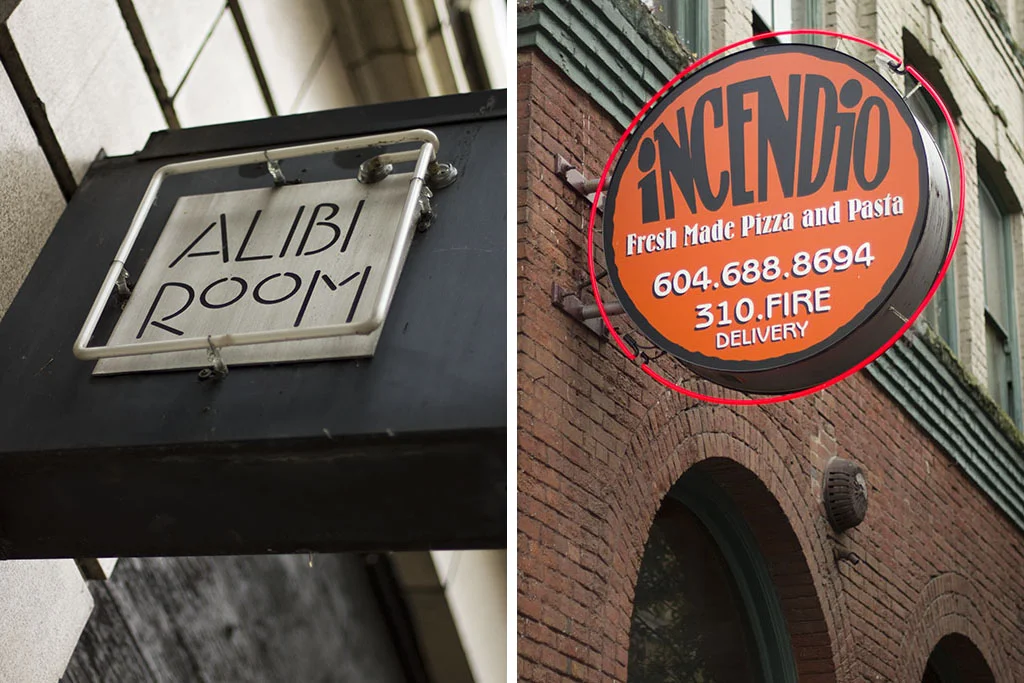 ALIBI
ROOM
iNCENDiO
Fresh Made Pizza and Pasta
604.688.8694
310.FIRE
DELIVERY